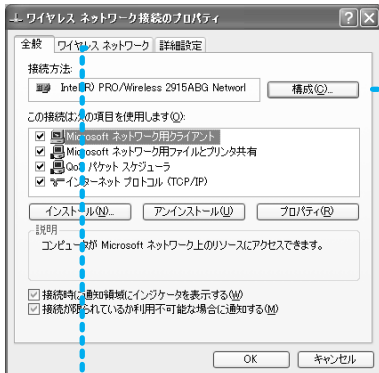 ワイヤレス ネットワーク接続のプロパティ
全般 ワイヤレス ネットワーク 詳細設定
接続方法:
Intel(R) PRO/Wireless 2915ABG Networl
構成(C)...
この接続は次の項目を使用します(O):
Microsoft ネットワーク用クライアント
Microsoft ネットワーク用ファイルとプリンタ共有
QoS パケット スケジューラ
インターネット プロトコル (TCP/IP)
インストール(N)... アンインストール(U) プロパティ(R)
説明
コンピュータが Microsoft ネットワーク上のリソースにアクセスできます。
接続時に通知領域にインジケータを表示する(W)
接続が限られているか利用不可能な場合に通知する(M)
OK キャンセル